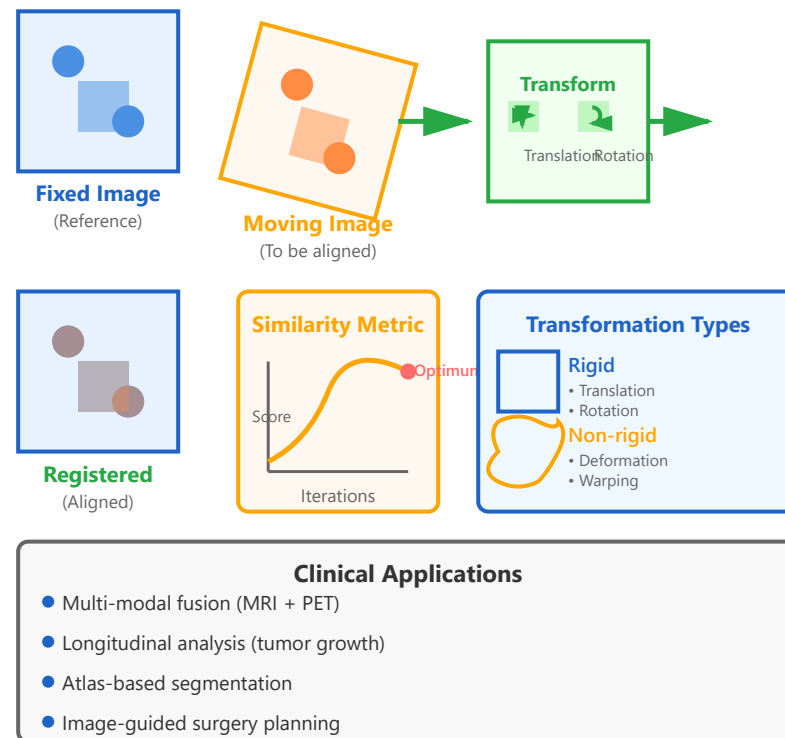 Transform
Translation
Rotation
Fixed Image
(Reference)
Moving Image
(To be aligned)
Similarity Metric
Score
Optimum
Iterations
Transformation Types
Rigid
• Translation
• Rotation
Non-rigid
• Deformation
• Warping
Registered
(Aligned)
Clinical Applications
Multi-modal fusion (MRI + PET)
Longitudinal analysis (tumor growth)
Atlas-based segmentation
Image-guided surgery planning